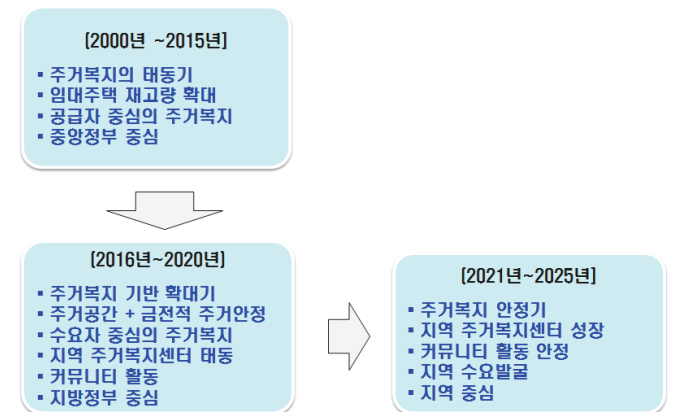 [2000년 ~2015년]
▪ 주거복지의 태동기
▪ 임대주택 재고량 확대
▪ 공급자 중심의 주거복지
▪ 중앙정부 중심
[2016년~2020년]
▪ 주거복지 기반 확대기
▪ 주거공간 + 금전적 주거안정
▪ 수요자 중심의 주거복지
▪ 지역 주거복지센터 태동
▪ 커뮤니티 활동
▪ 지방정부 중심
[2021년~2025년]
▪ 주거복지 안정기
▪ 지역 주거복지센터 성장
▪ 커뮤니티 활동 안정
▪ 지역 수요발굴
▪ 지역 중심